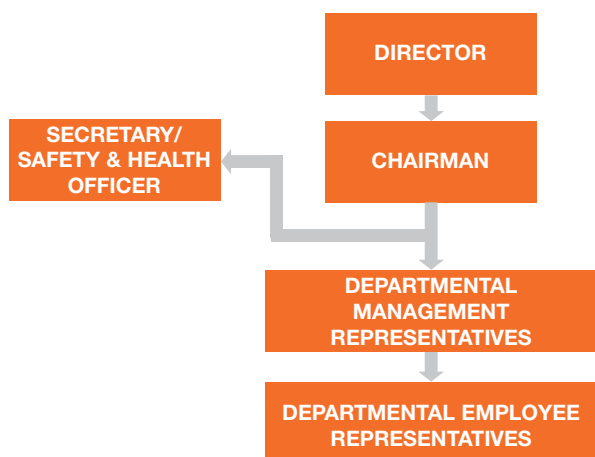 DIRECTOR
SECRETARY/
SAFETY & HEALTH
OFFICER
CHAIRMAN
DEPARTMENTAL
MANAGEMENT
REPRESENTATIVES
DEPARTMENTAL EMPLOYEE
REPRESENTATIVES